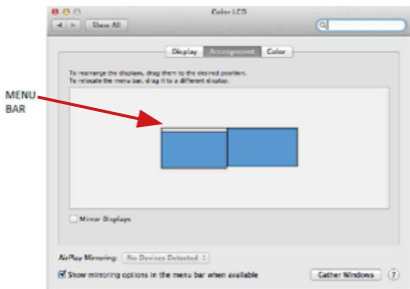 Color LCD
Show All
Display Arrangement Color
To rearrange the displays, drag them to the desired position.
To relocate the menu bar, drag it to a different display.
MENU
BAR
Mirror Displays
AirPlay Mirroring: No Devices Detected
Show mirroring options in the menu bar when available
Gather Windows ?